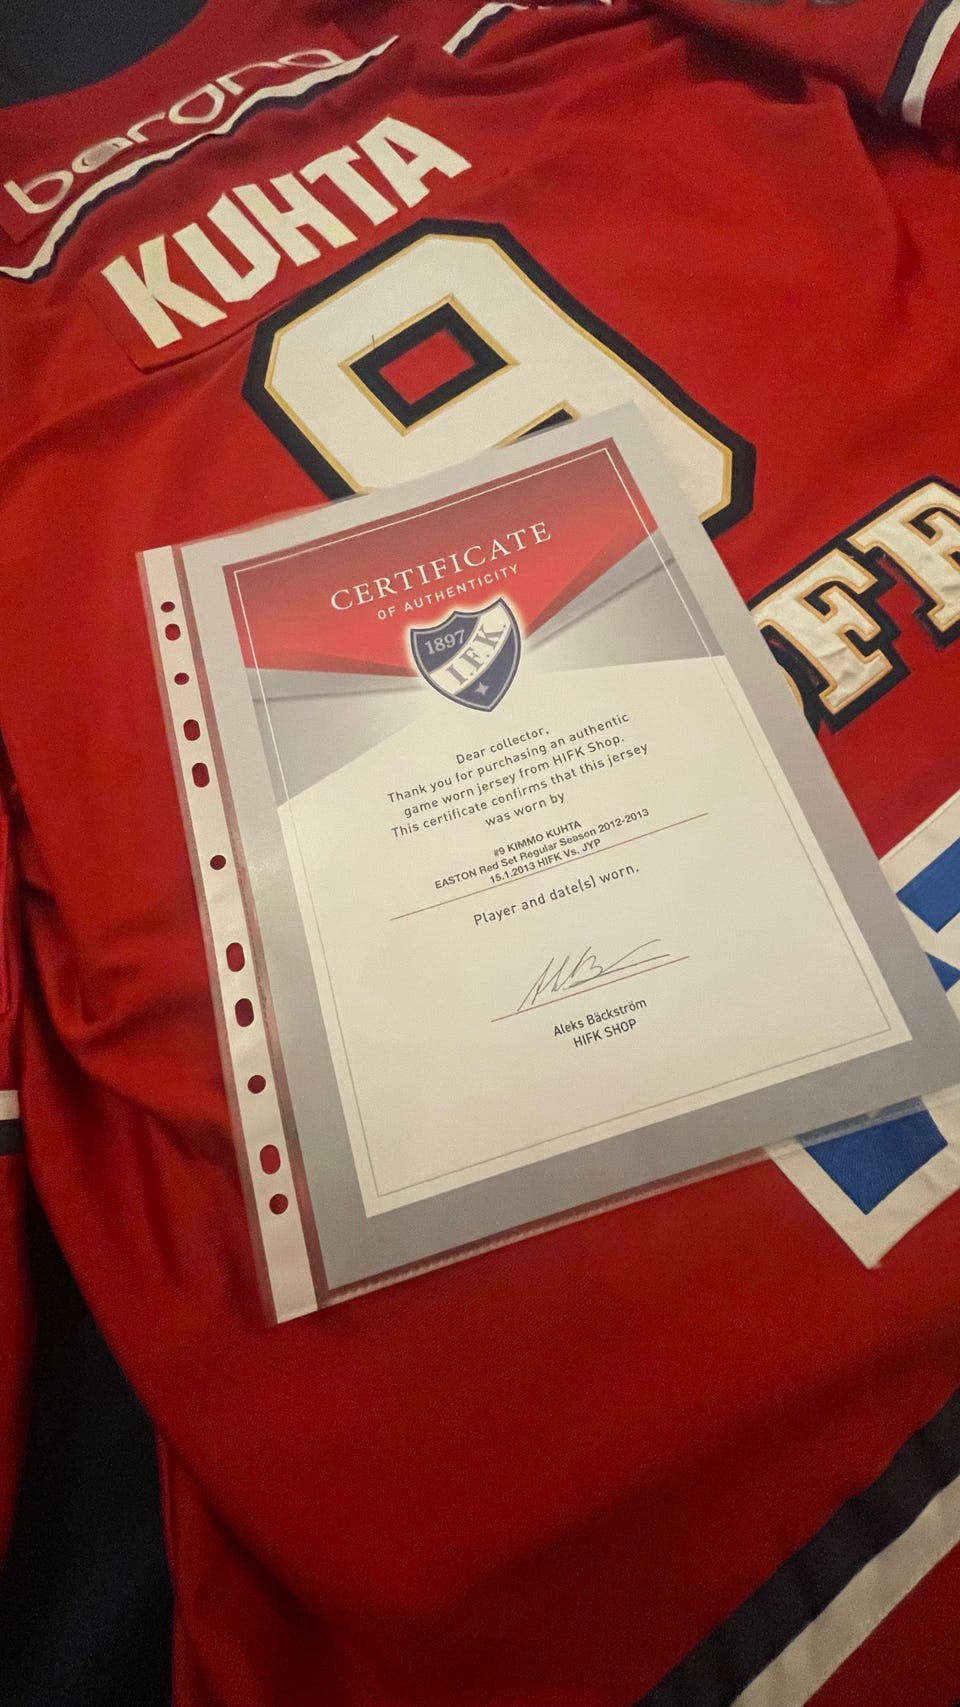 barona
KUHTA
9
CERTIFICATE
OF AUTHENTICITY
1897
I.F.K.
Dear collector,
Thank you for purchasing an authentic
game worn jersey from HIFK Shop.
This certificate confirms that this jersey
was worn by
#9 KIMMO KUHTA
EASTON Red Set Regular Season 2012-2013
15.1.2013 HIFK Vs. JYP
Player and date(s) worn.
Aleks Bäckström
HIFK SHOP